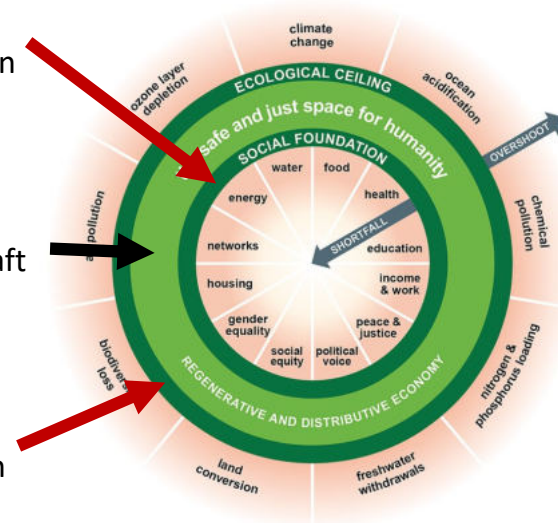 climate
change
ocean
acidification
chemical
pollution
nitrogen &
phosphorus loading
freshwater
withdrawals
land
conversion
loss
pollution
ozone layer
depletion
ECOLOGICAL CEILING
safe and just space for humanity
OVERSHOOT
SOCIAL FOUNDATION
water
food
health
SHORTFALL
education
income
& work
peace &
justice
political
voice
social
equity
gender
equality
housing
networks
energy
REGENERATIVE AND DISTRIBUTIVE ECONOMY